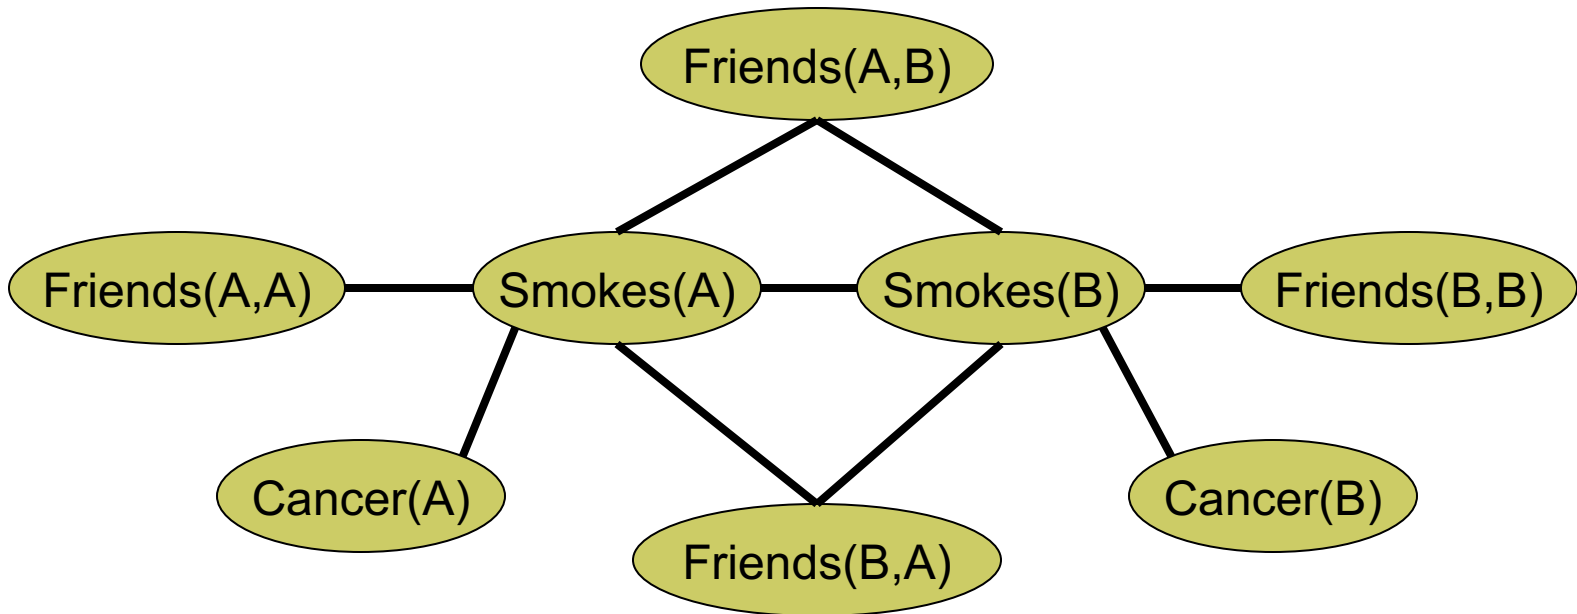 Friends(A,B)
Friends(A,A)
Smokes(A)
Smokes(B)
Friends(B,B)
Cancer(A)
Cancer(B)
Friends(B,A)